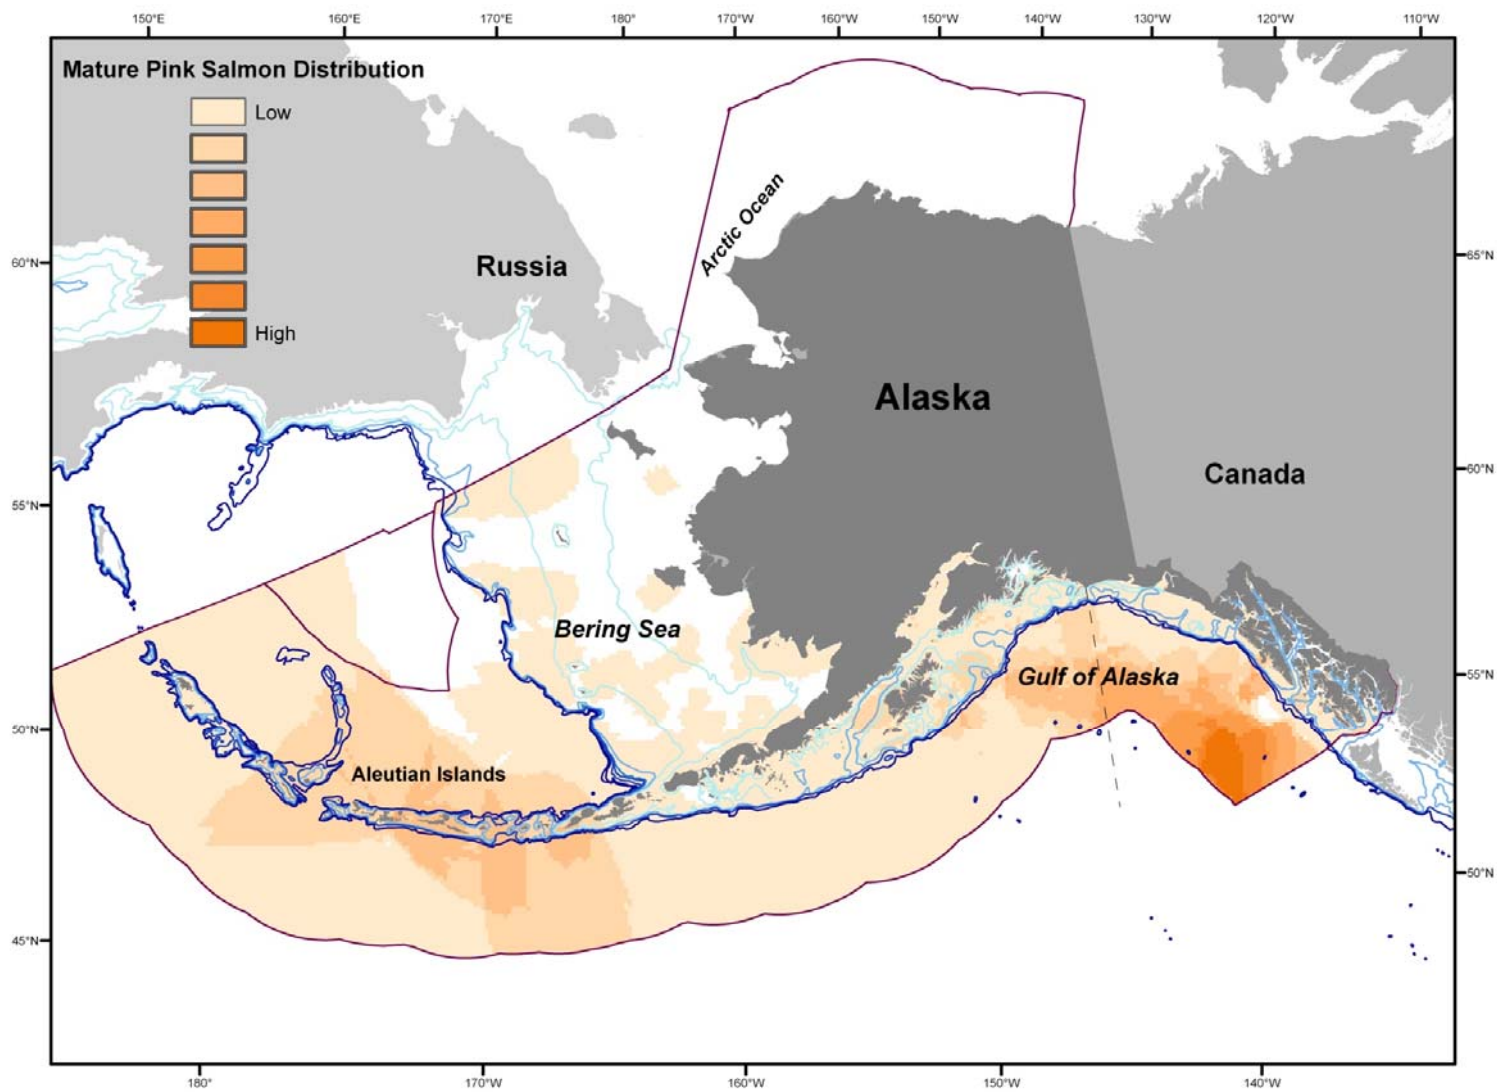 150°E 160°E 170°E 180° 170°W 160°W 150°W 140°W 130°W 120°W 110°W
Mature Pink Salmon Distribution
Low
High
Arctic Ocean
Russia
60°N
65°N
Alaska
Canada
60°N
55°N
Bering Sea
Gulf of Alaska
55°N
50°N
Aleutian Islands
50°N
45°N
180° 170°W 160°W 150°W 140°W